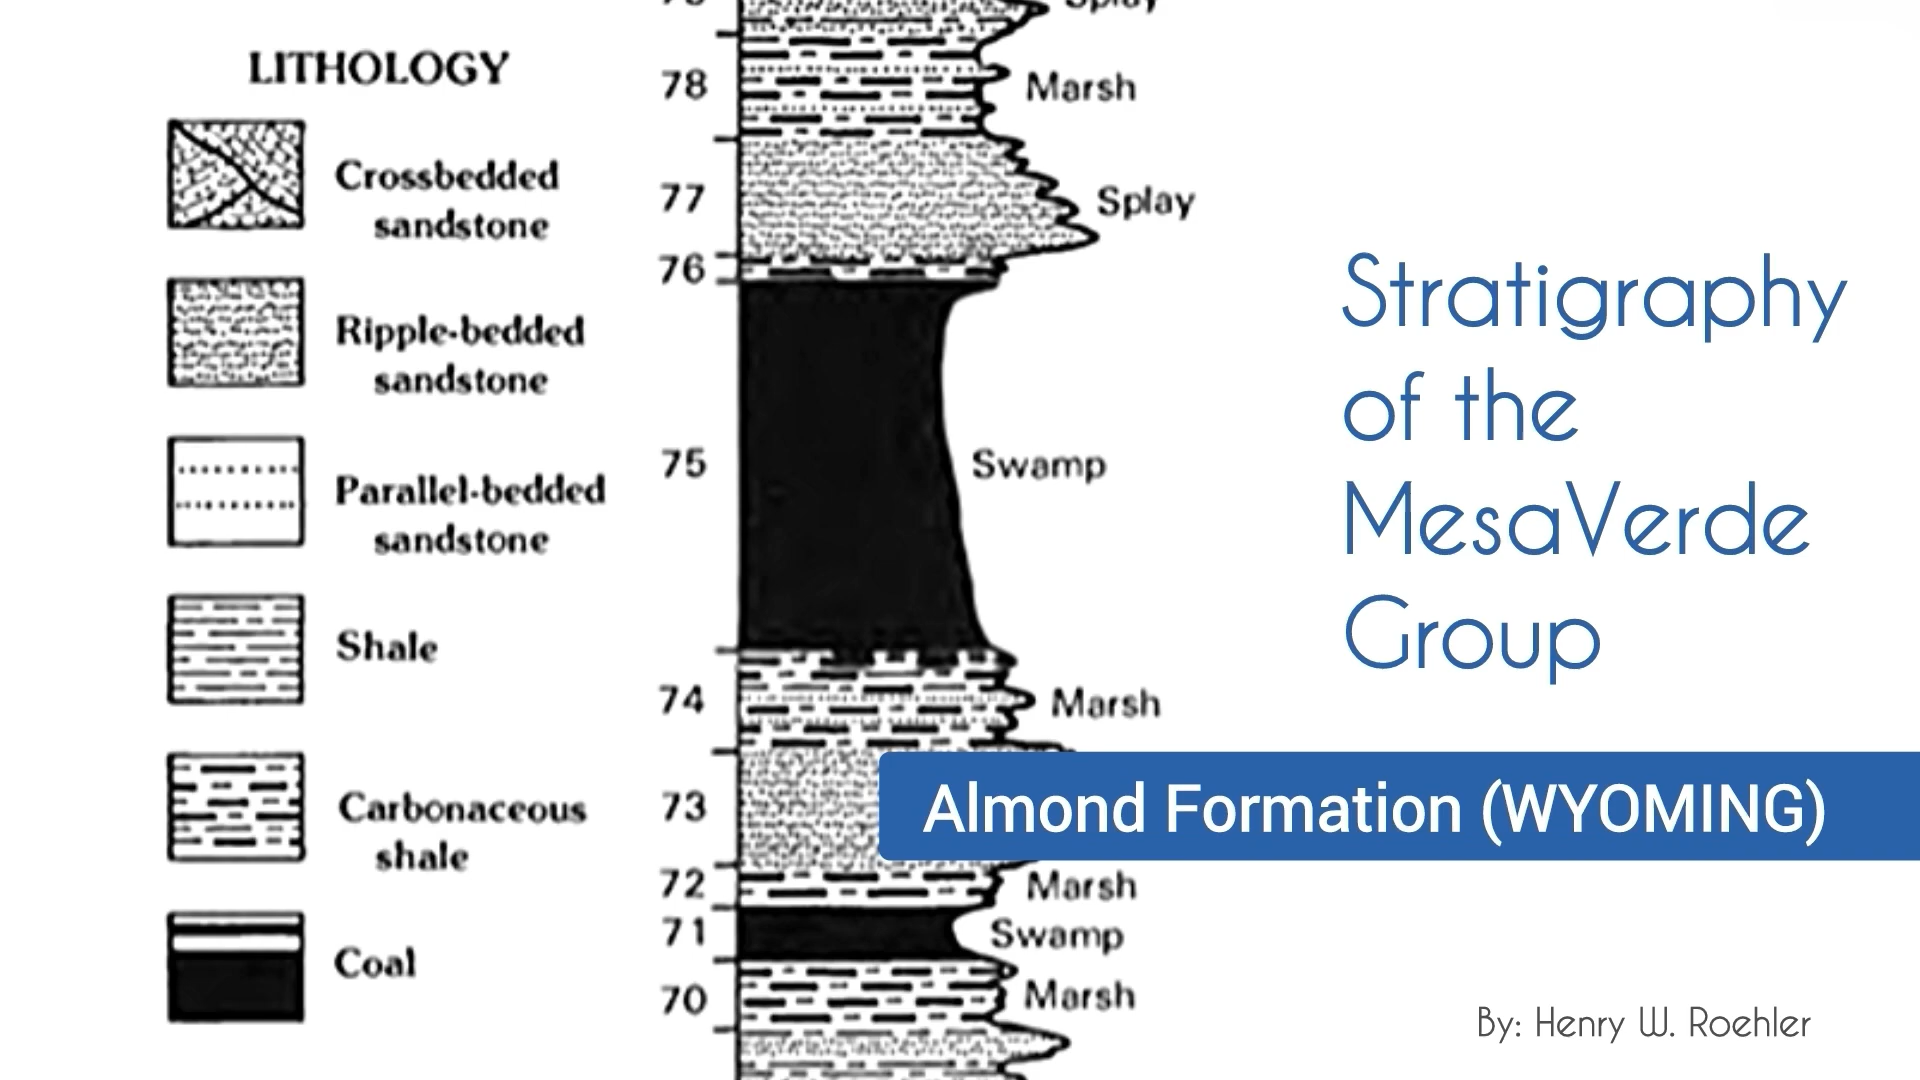 LITHOLOGY
Crossbedded
sandstone
Ripple-bedded
sandstone
Parallel-bedded
sandstone
Shale
Carbonaceous
shale
Coal
Splay
78
Marsh
77
Splay
76
75
Swamp
74
Marsh
73
72
Marsh
71
Swamp
70
Marsh
Stratigraphy
of the
MesaVerde
Group
Almond Formation (WYOMING)
By: Henry W. Roehler